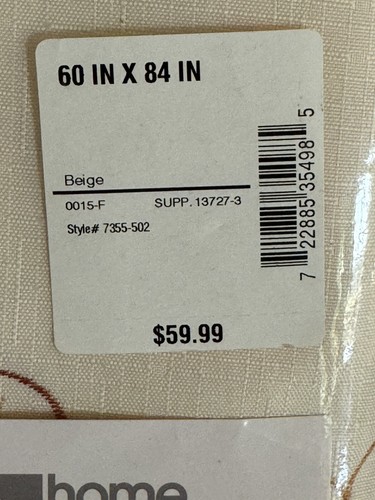 60 IN X 84 IN
Beige
0015-F SUPP. 13727-3
Style# 7355-502
7 22885 35498 5
$59.99
home